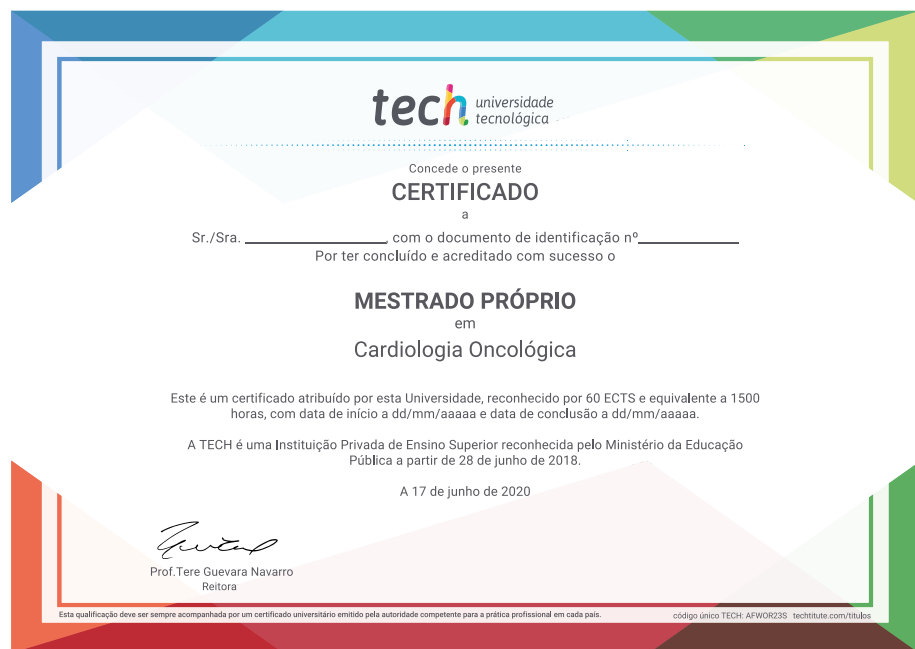 tech universidade
tecnológica
Concede o presente
CERTIFICADO
a
Sr./Sra. ________________, com o documento de identificação nº____________
Por ter concluído e acreditado com sucesso o
MESTRADO PRÓPRIO
em
Cardiologia Oncológica
Este é um certificado atribuído por esta Universidade, reconhecido por 60 ECTS e equivalente a 1500
horas, com data de início a dd/mm/aaaaa e data de conclusão a dd/mm/aaaaa.
A TECH é uma Instituição Privada de Ensino Superior reconhecida pelo Ministério da Educação
Pública a partir de 28 de junho de 2018.
A 17 de junho de 2020
Prof.Tere Guevara Navarro
Reitora
Esta qualificação deve ser sempre acompanhada por um certificado universitário emitido pela autoridade competente para a prática profissional em cada país.
código único TECH: AFWOR23S techtitute.com/titulos